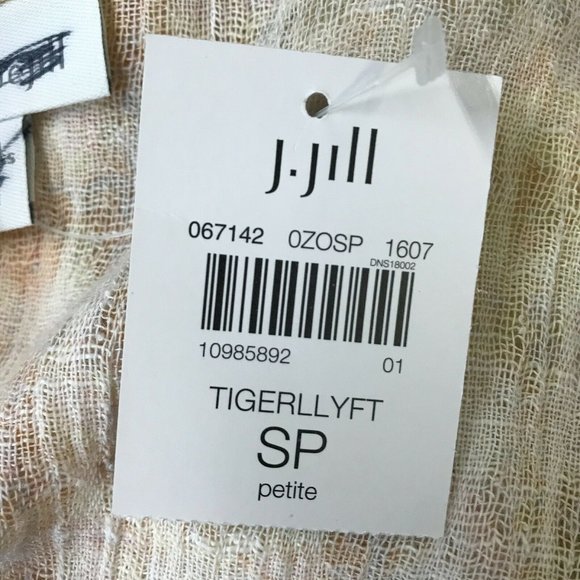 J.Jill
067142 0ZOSP 1607
DNS18002
10985892 01
TIGERLLYFT
SP
petite